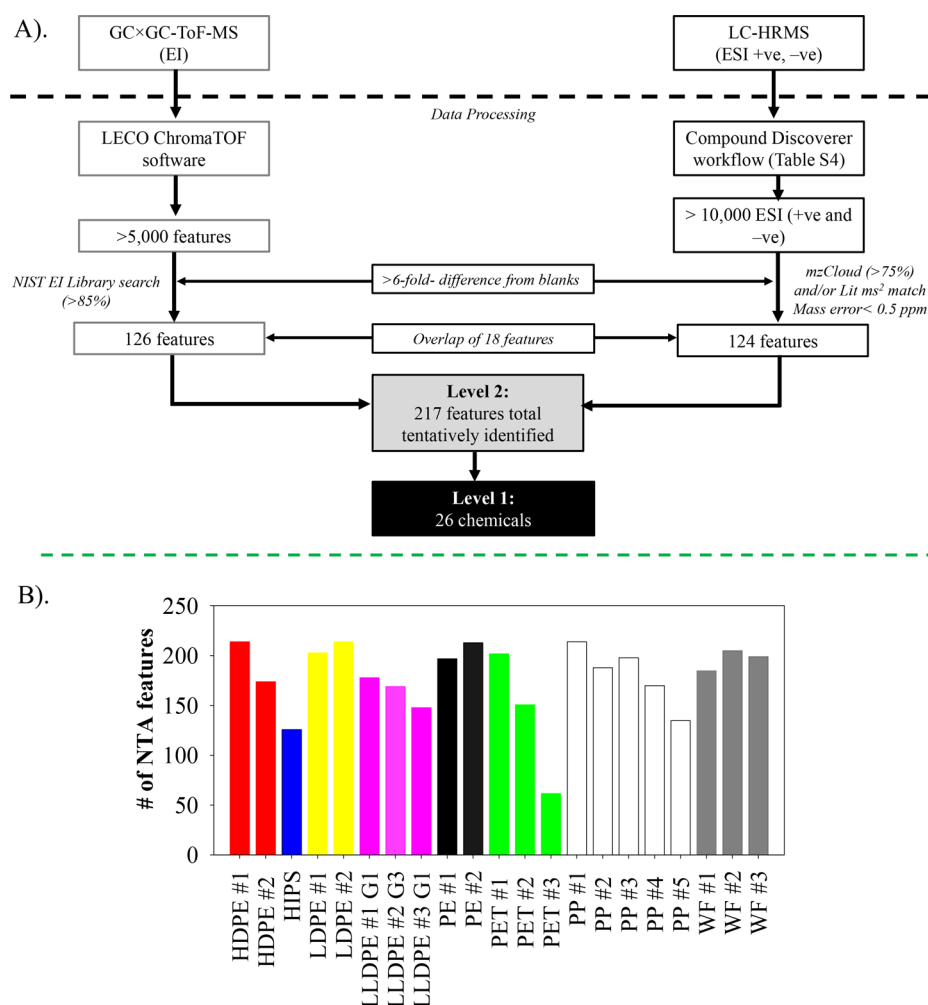 A).
GC×GC-ToF-MS
(EI)
LC-HRMS
(ESI +ve, –ve)
Data Processing
LECO ChromaTOF
software
Compound Discoverer
workflow (Table S4)
>5,000 features
> 10,000 ESI (+ve and
–ve)
NIST EI Library search
(>85%)
>6-fold- difference from blanks
mzCloud (>75%)
and/or Lit ms² match
Mass error< 0.5 ppm
126 features
Overlap of 18 features
124 features
Level 2:
217 features total
tentatively identified
Level 1:
26 chemicals
B).
# of NTA features
250
200
150
100
50
0
HDPE #1
HDPE #2
HIPS
LDPE #1
LDPE #2
LLDPE #1 G1
LLDPE #2 G3
LLDPE #3 G1
PE #1
PE #2
PET #1
PET #2
PET #3
PP #1
PP #2
PP #3
PP #4
PP #5
WF #1
WF #2
WF #3